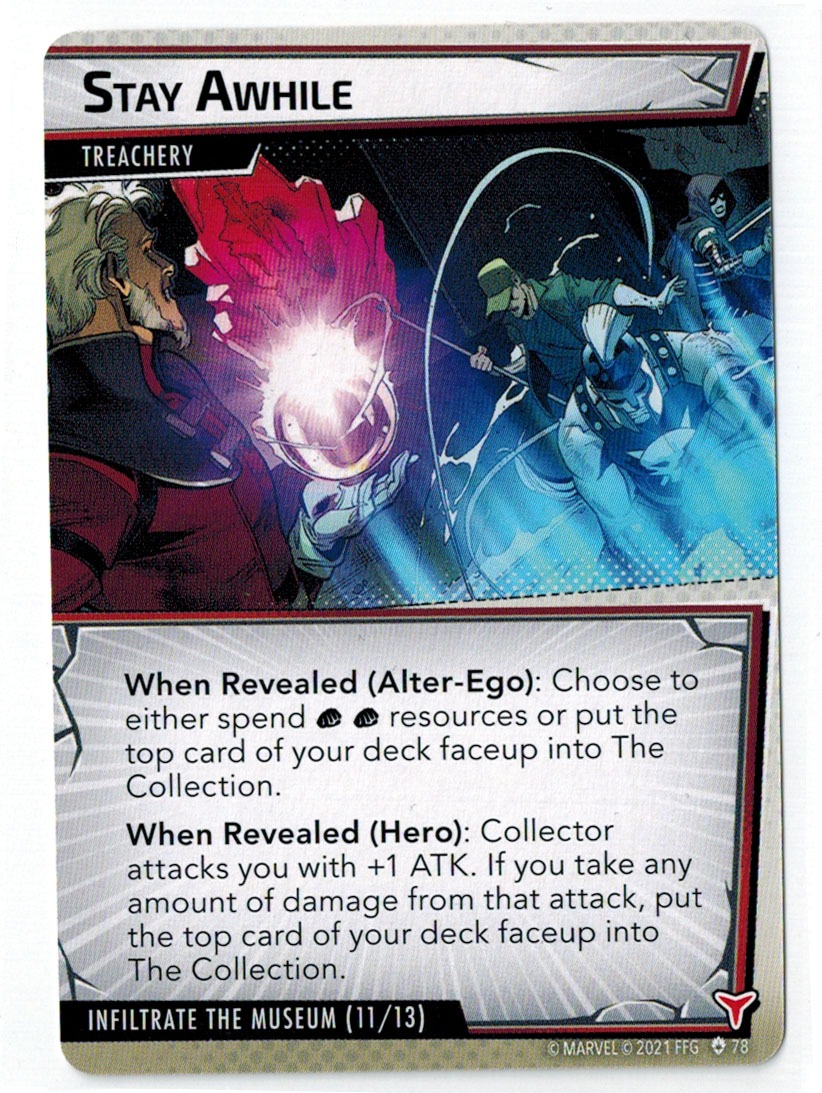 STAY AWHILE
TREACHERY
When Revealed (Alter-Ego): Choose to
either spend resources or put the
top card of your deck faceup into The
Collection.
When Revealed (Hero): Collector
attacks you with +1 ATK. If you take any
amount of damage from that attack, put
the top card of your deck faceup into
The Collection.
INFILTRATE THE MUSEUM (11/13)
© MARVEL © 2021 FFG 78